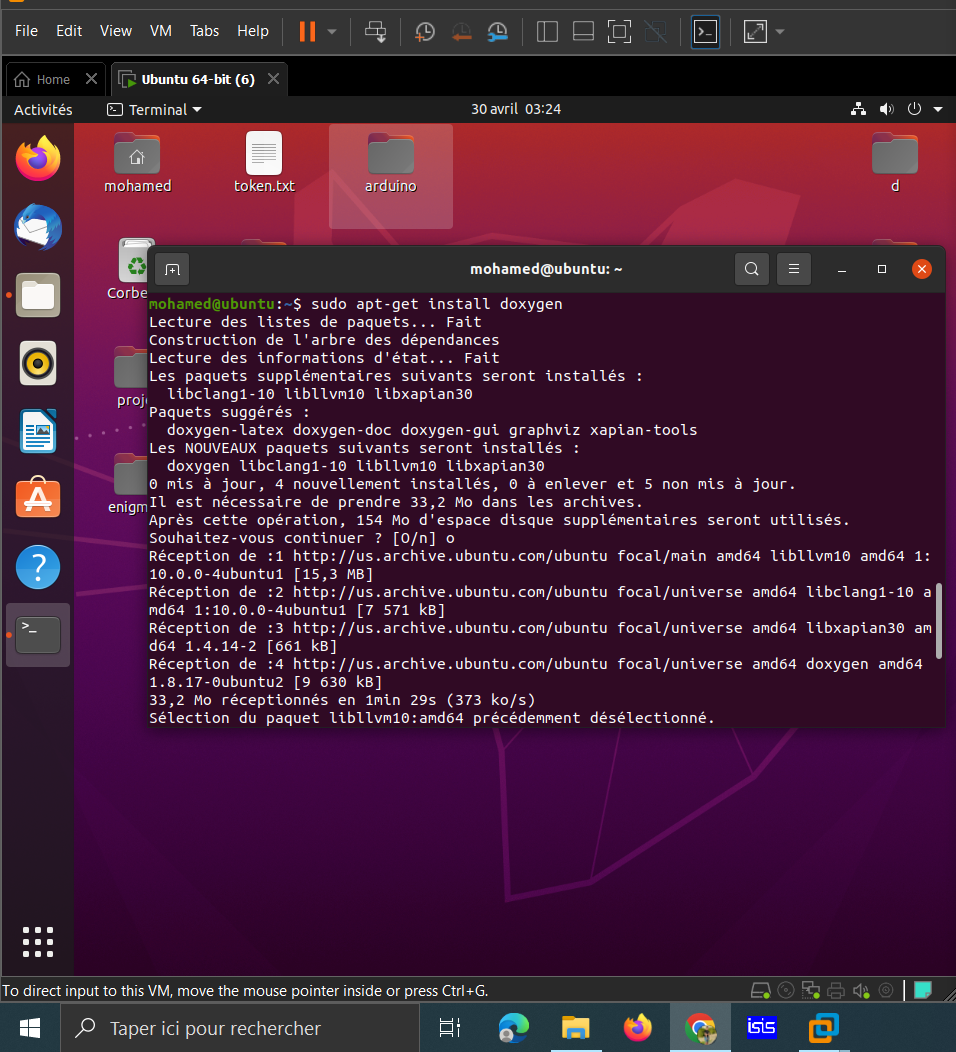 File Edit View VM Tabs Help
Home Ubuntu 64-bit (6)
Activités Terminal 30 avril 03:24
mohamed token.txt arduino d
Corbe
proj
enigm
mohamed@ubuntu: ~
mohamed@ubuntu:~$ sudo apt-get install doxygen
Lecture des listes de paquets... Fait
Construction de l'arbre des dépendances
Lecture des informations d'état... Fait
Les paquets supplémentaires suivants seront installés :
libclang1-10 libllvm10 libxapian30
Paquets suggérés :
doxygen-latex doxygen-doc doxygen-gui graphviz xapian-tools
Les NOUVEAUX paquets suivants seront installés :
doxygen libclang1-10 libllvm10 libxapian30
0 mis à jour, 4 nouvellement installés, 0 à enlever et 5 non mis à jour.
Il est nécessaire de prendre 33,2 Mo dans les archives.
Après cette opération, 154 Mo d'espace disque supplémentaires seront utilisés.
Souhaitez-vous continuer ? [O/n] o
Réception de :1 http://us.archive.ubuntu.com/ubuntu focal/main amd64 libllvm10 amd64 1:
10.0.0-4ubuntu1 [15,3 MB]
Réception de :2 http://us.archive.ubuntu.com/ubuntu focal/universe amd64 libclang1-10 a
md64 1:10.0.0-4ubuntu1 [7 571 kB]
Réception de :3 http://us.archive.ubuntu.com/ubuntu focal/universe amd64 libxapian30 am
d64 1.4.14-2 [661 kB]
Réception de :4 http://us.archive.ubuntu.com/ubuntu focal/universe amd64 doxygen amd64
1.8.17-0ubuntu2 [9 630 kB]
33,2 Mo réceptionnés en 1min 29s (373 ko/s)
Sélection du paquet libllvm10:amd64 précédemment désélectionné.
To direct input to this VM, move the mouse pointer inside or press Ctrl+G.
Taper ici pour rechercher
isis